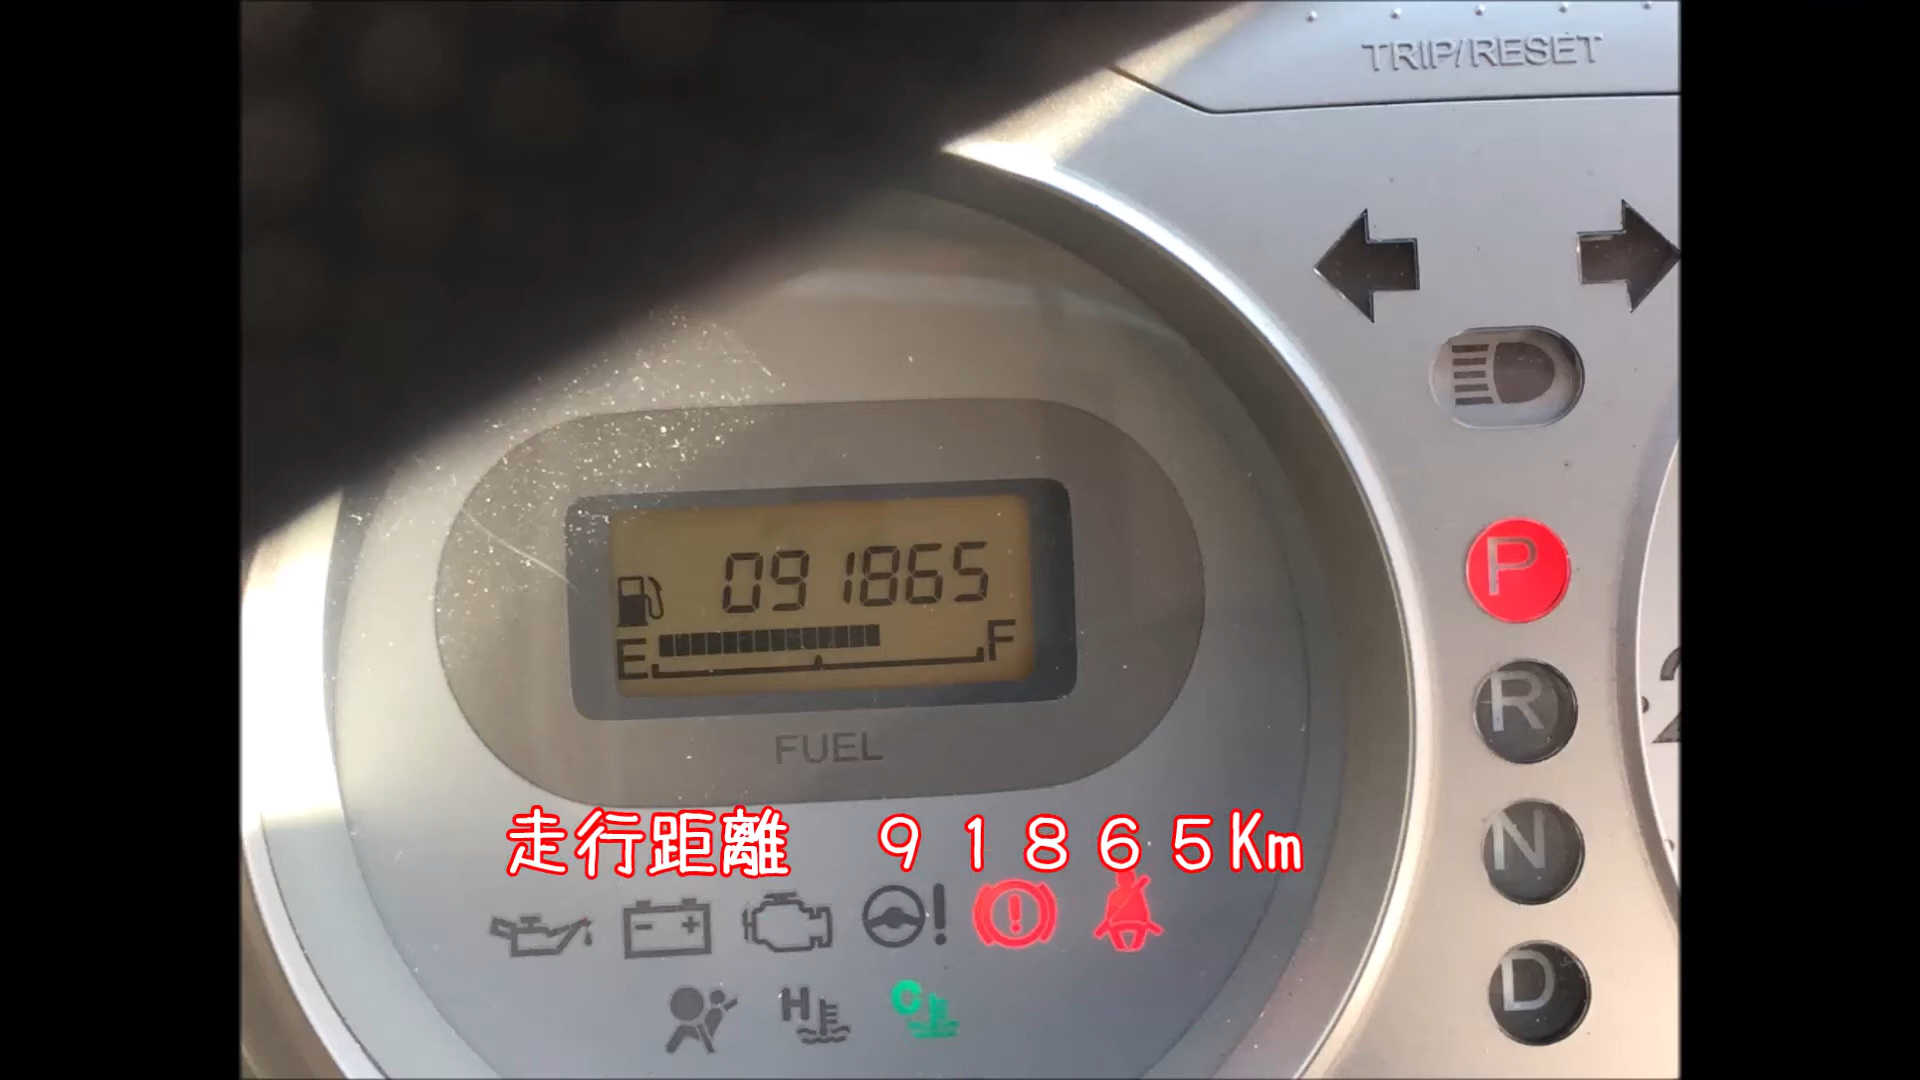 TRIP/RESET
091865
E F
FUEL
P
R
N
D
走行距離　９１８６５Km
H
C